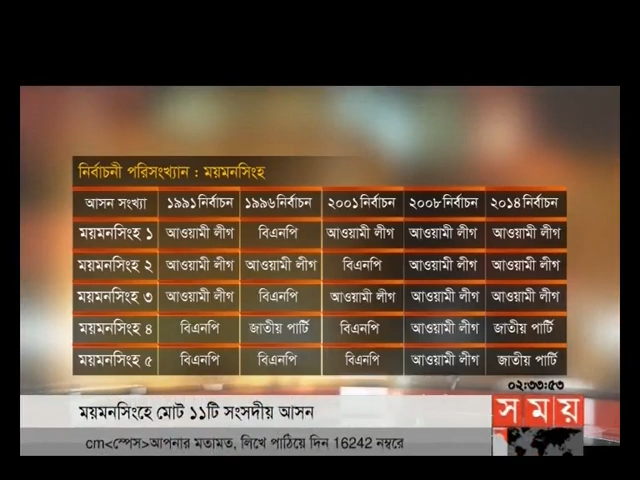 নির্বাচনী পরিসংখ্যান : ময়মনসিংহ
আসন সংখ্যা ১৯৯১নির্বাচন ১৯৯৬নির্বাচন ২০০১নির্বাচন ২০০৮নির্বাচন ২০১৪নির্বাচন
ময়মনসিংহ ১ আওয়ামী লীগ বিএনপি আওয়ামী লীগ আওয়ামী লীগ আওয়ামী লীগ
ময়মনসিংহ ২ আওয়ামী লীগ আওয়ামী লীগ বিএনপি আওয়ামী লীগ আওয়ামী লীগ
ময়মনসিংহ ৩ আওয়ামী লীগ বিএনপি আওয়ামী লীগ আওয়ামী লীগ আওয়ামী লীগ
ময়মনসিংহ ৪ বিএনপি জাতীয় পার্টি বিএনপি আওয়ামী লীগ জাতীয় পার্টি
ময়মনসিংহ ৫ বিএনপি বিএনপি বিএনপি আওয়ামী লীগ জাতীয় পার্টি
০২:৩৩:৫৩
ময়মনসিংহে মোট ১১টি সংসদীয় আসন
সময়
cm<স্পেস>আপনার মতামত, লিখে পাঠিয়ে দিন 16242 নম্বরে